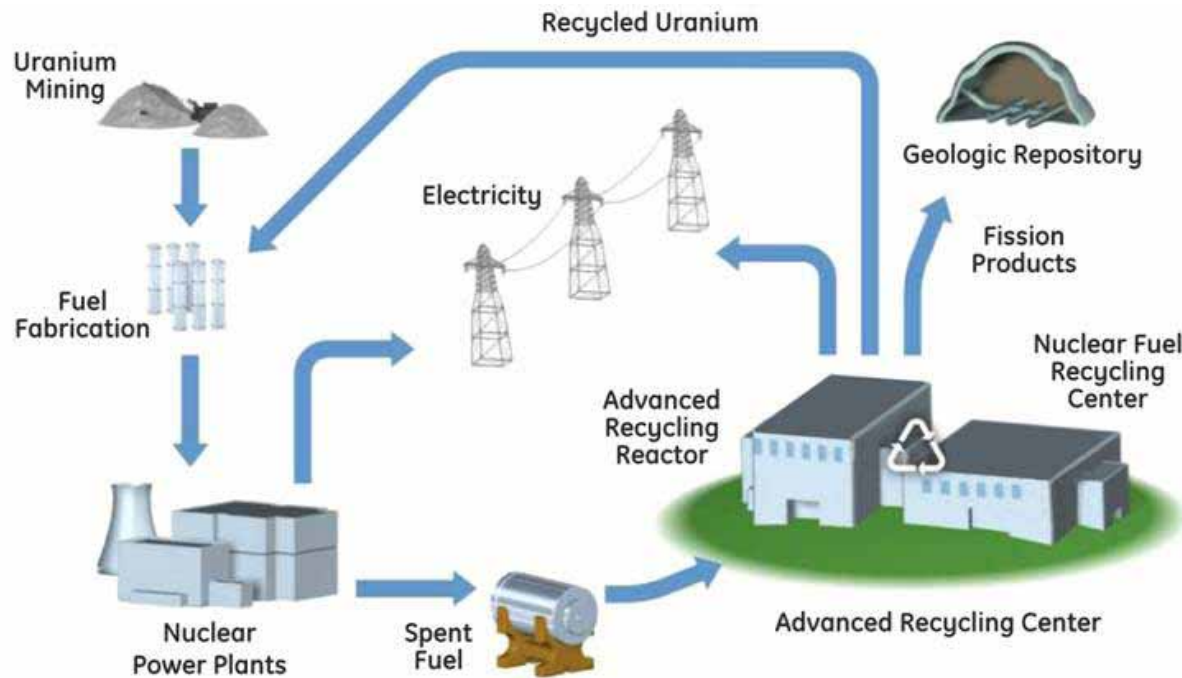 Recycled Uranium
Uranium
Mining
Geologic Repository
Electricity
Fission
Products
Fuel
Fabrication
Nuclear Fuel
Recycling
Center
Advanced
Recycling
Reactor
Nuclear
Power Plants
Spent
Fuel
Advanced Recycling Center